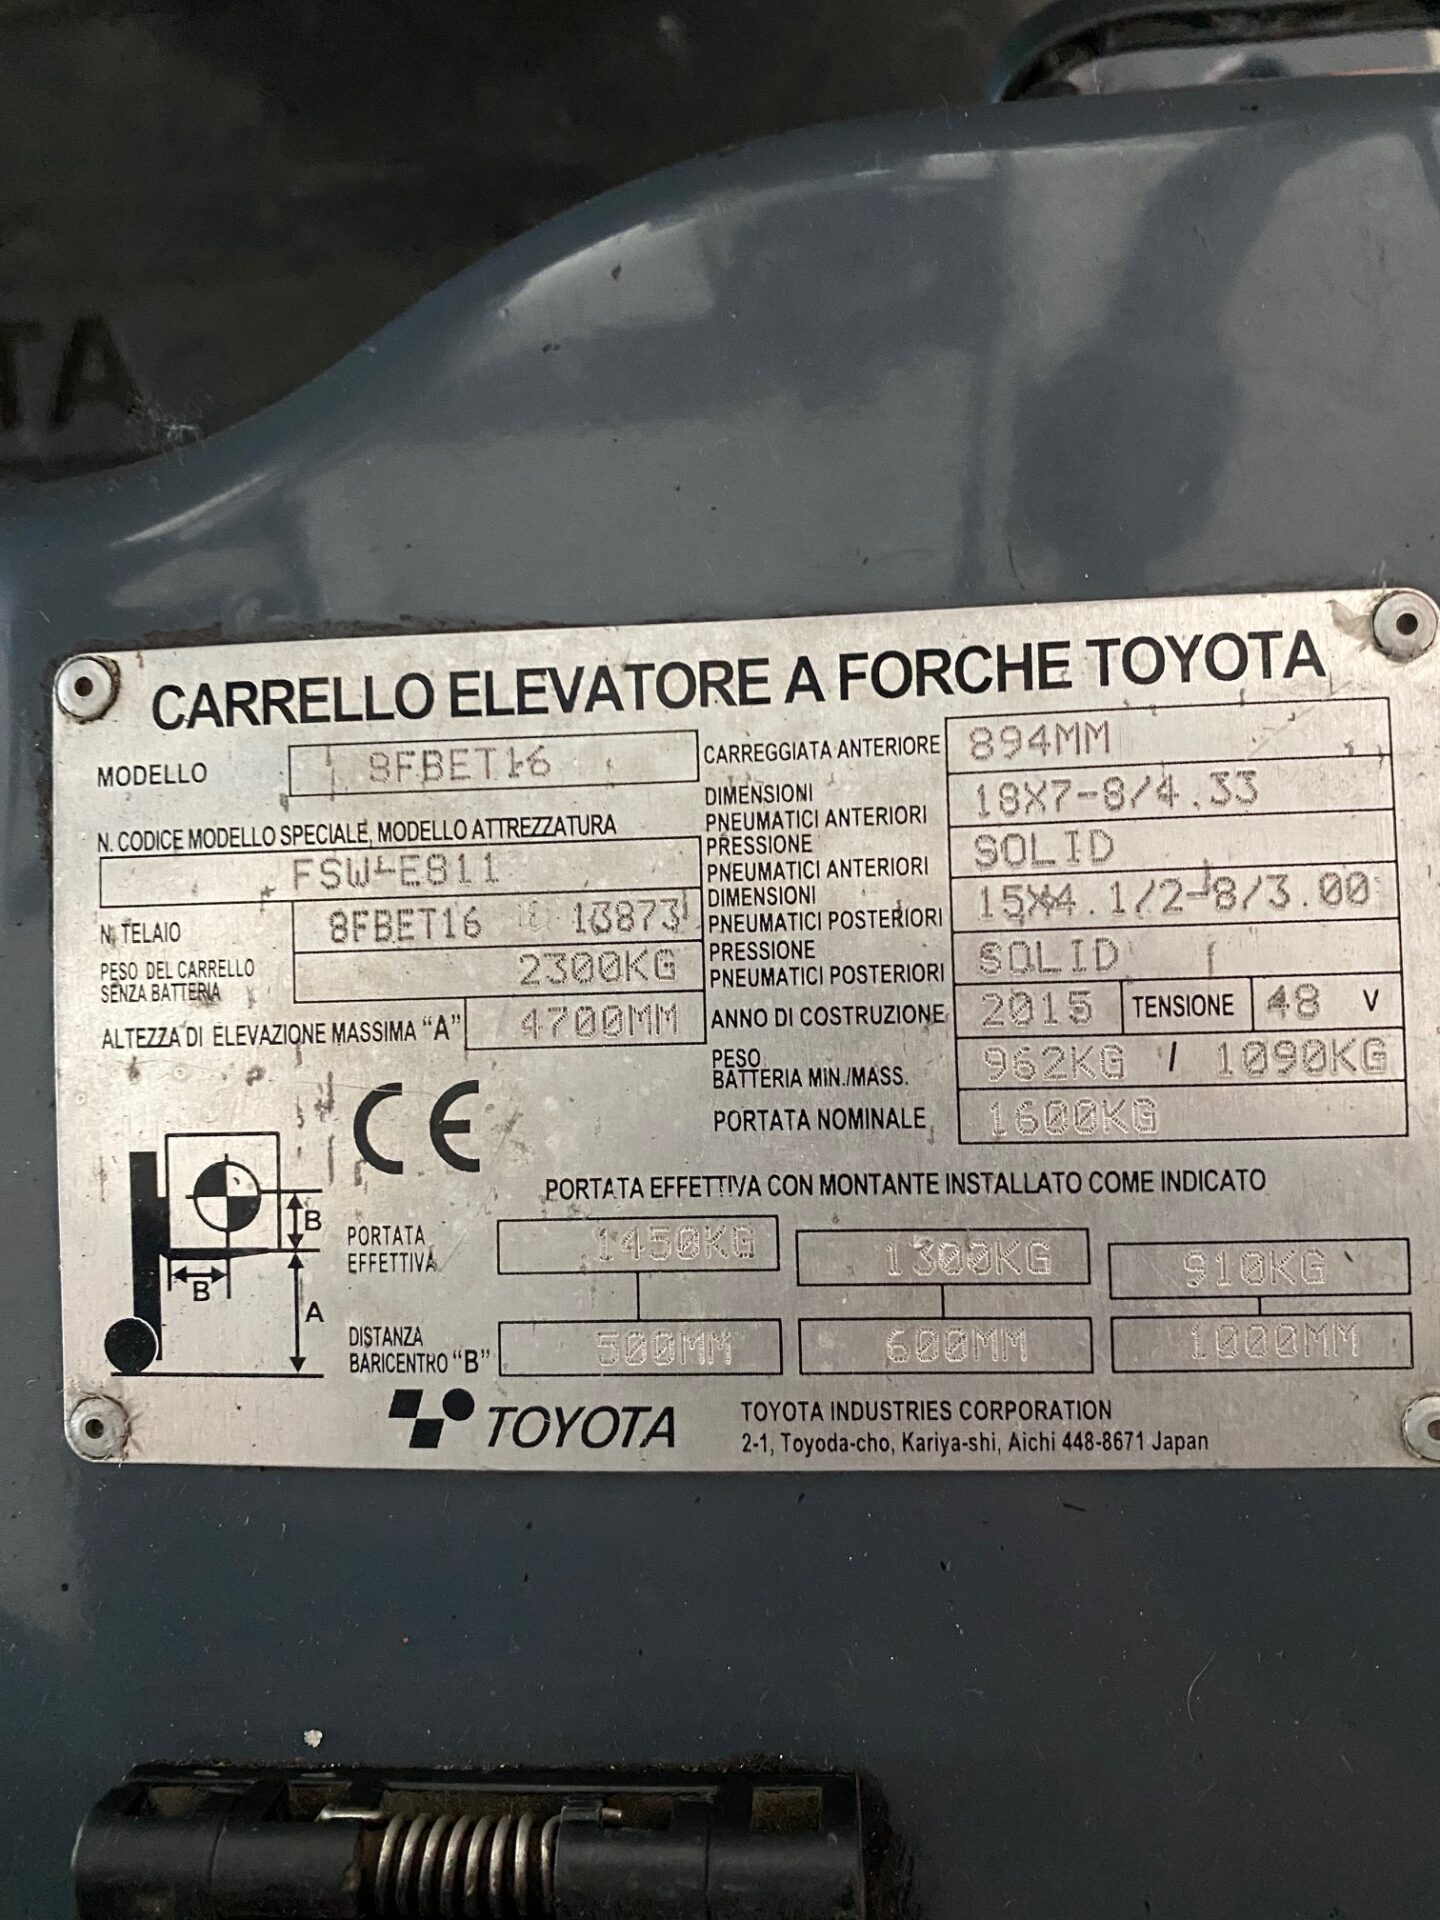 TA
CARRELLO ELEVATORE A FORCHE TOYOTA
MODELLO 8FBET16
N. CODICE MODELLO SPECIALE, MODELLO ATTREZZATURA
FSW-E811
N. TELAIO 8FBET16 13873
PESO DEL CARRELLO
SENZA BATTERIA 2300KG
ALTEZZA DI ELEVAZIONE MASSIMA "A" 4700MM
CARREGGIATA ANTERIORE 894MM
DIMENSIONI
PNEUMATICI ANTERIORI 18X7-8/4.33
PRESSIONE
PNEUMATICI ANTERIORI SOLID
DIMENSIONI
PNEUMATICI POSTERIORI 15X4.1/2-8/3.00
PRESSIONE
PNEUMATICI POSTERIORI SOLID
ANNO DI COSTRUZIONE 2015 TENSIONE 48 V
PESO
BATTERIA MIN./MASS. 962KG / 1090KG
PORTATA NOMINALE 1600KG
CE
B
B
A
PORTATA EFFETTIVA CON MONTANTE INSTALLATO COME INDICATO
PORTATA
EFFETTIVA 1450KG 1300KG 910KG
DISTANZA
BARICENTRO "B" 500MM 600MM 1000MM
TOYOTA
TOYOTA INDUSTRIES CORPORATION
2-1, Toyoda-cho, Kariya-shi, Aichi 448-8671 Japan